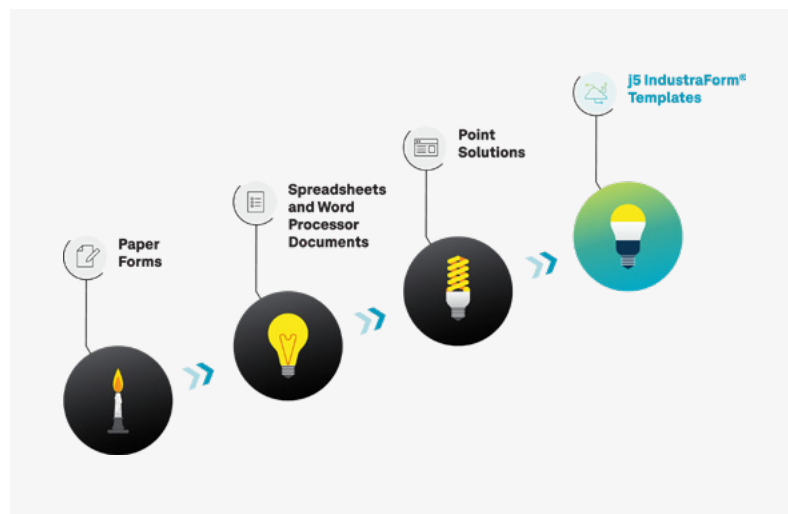 Paper
Forms
Spreadsheets
and Word
Processor
Documents
Point
Solutions
j5 IndustraForm®
Templates